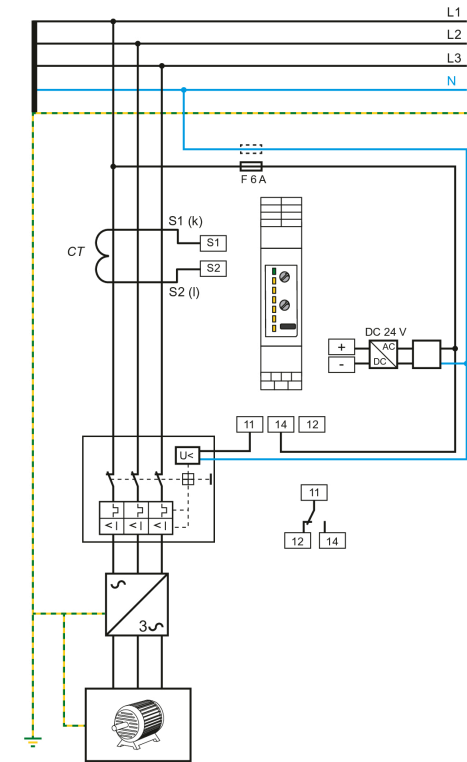 L1
L2
L3
N
F 6 A
S1 (k)
CT
S1
S2
S2 (l)
DC 24 V
+
AC
-
DC
11
14
12
U<
11
< I
< I
< I
12
14
3